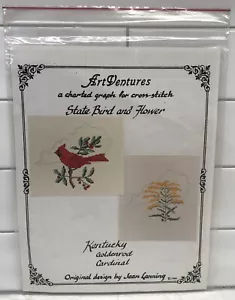 ArtVentures
a charted graph for cross-stitch
State Bird and Flower
Kentucky
Goldenrod
Cardinal
Original design by Jean Lanning